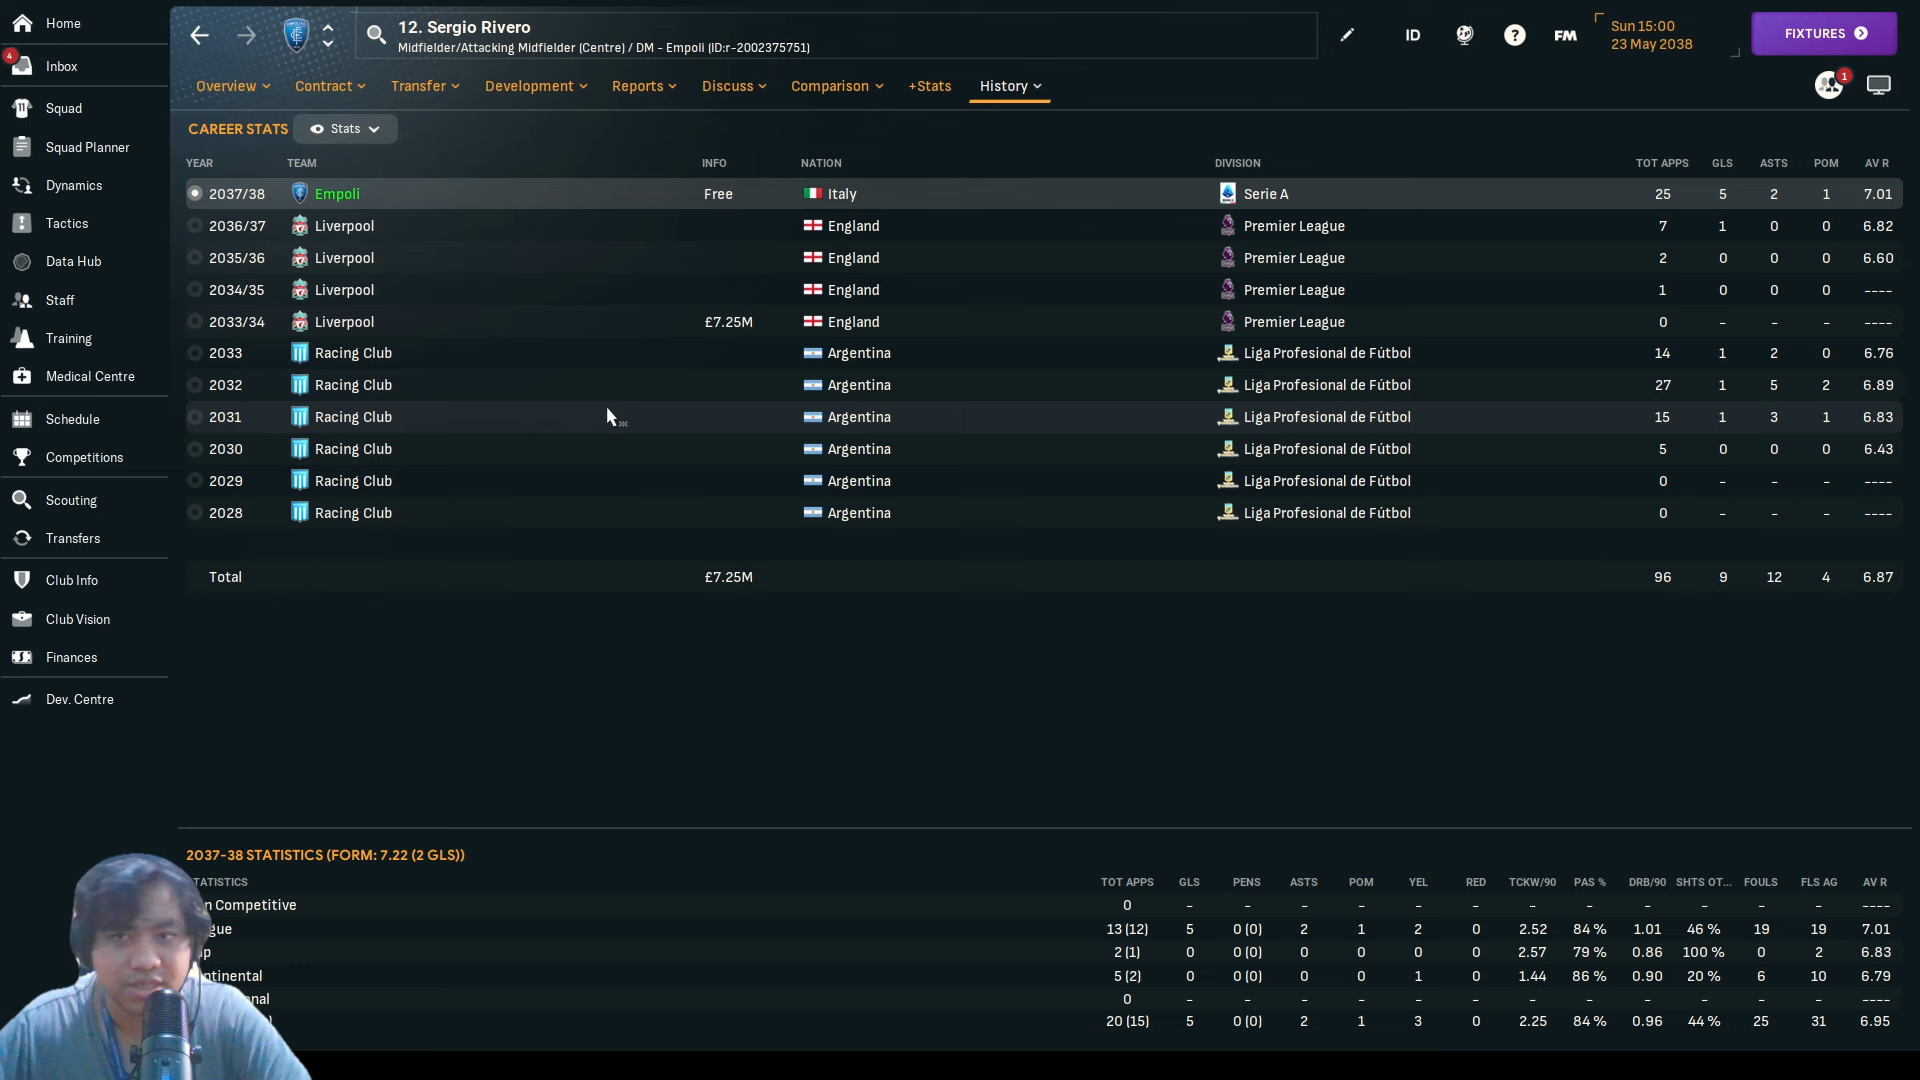 Home
4
Inbox
Squad
Squad Planner
Dynamics
Tactics
Data Hub
Staff
Training
Medical Centre
Schedule
Competitions
Scouting
Transfers
Club Info
Club Vision
Finances
Dev. Centre
12. Sergio Rivero
Midfielder/Attacking Midfielder (Centre) / DM - Empoli (ID:r-2002375751)
ID
?
FM
Sun 15:00
23 May 2038
FIXTURES
Overview Contract Transfer Development Reports Discuss Comparison +Stats History
1
CAREER STATS Stats
YEAR TEAM INFO NATION DIVISION TOT APPS GLS ASTS POM AV R
2037/38 Empoli Free Italy Serie A 25 5 2 1 7.01
2036/37 Liverpool England Premier League 7 1 0 0 6.82
2035/36 Liverpool England Premier League 2 0 0 0 6.60
2034/35 Liverpool England Premier League 1 0 0 0 ----
2033/34 Liverpool £7.25M England Premier League 0 - - - ----
2033 Racing Club Argentina Liga Profesional de Fútbol 14 1 2 0 6.76
2032 Racing Club Argentina Liga Profesional de Fútbol 27 1 5 2 6.89
2031 Racing Club Argentina Liga Profesional de Fútbol 15 1 3 1 6.83
2030 Racing Club Argentina Liga Profesional de Fútbol 5 0 0 0 6.43
2029 Racing Club Argentina Liga Profesional de Fútbol 0 - - - ----
2028 Racing Club Argentina Liga Profesional de Fútbol 0 - - - ----
Total £7.25M 96 9 12 4 6.87
2037-38 STATISTICS (FORM: 7.22 (2 GLS))
TATISTICS TOT APPS GLS PENS ASTS POM YEL RED TCKW/90 PAS % DRB/90 SHTS OT... FOULS FLS AG AV R
n Competitive 0 - - - - - - - - - - - - ----
gue 13 (12) 5 0 (0) 2 1 2 0 2.52 84 % 1.01 46 % 19 19 7.01
p 2 (1) 0 0 (0) 0 0 0 0 2.57 79 % 0.86 100 % 0 2 6.83
ntinental 5 (2) 0 0 (0) 0 0 1 0 1.44 86 % 0.90 20 % 6 10 6.79
nal 0 - - - - - - - - - - - - ----
20 (15) 5 0 (0) 2 1 3 0 2.25 84 % 0.96 44 % 25 31 6.95